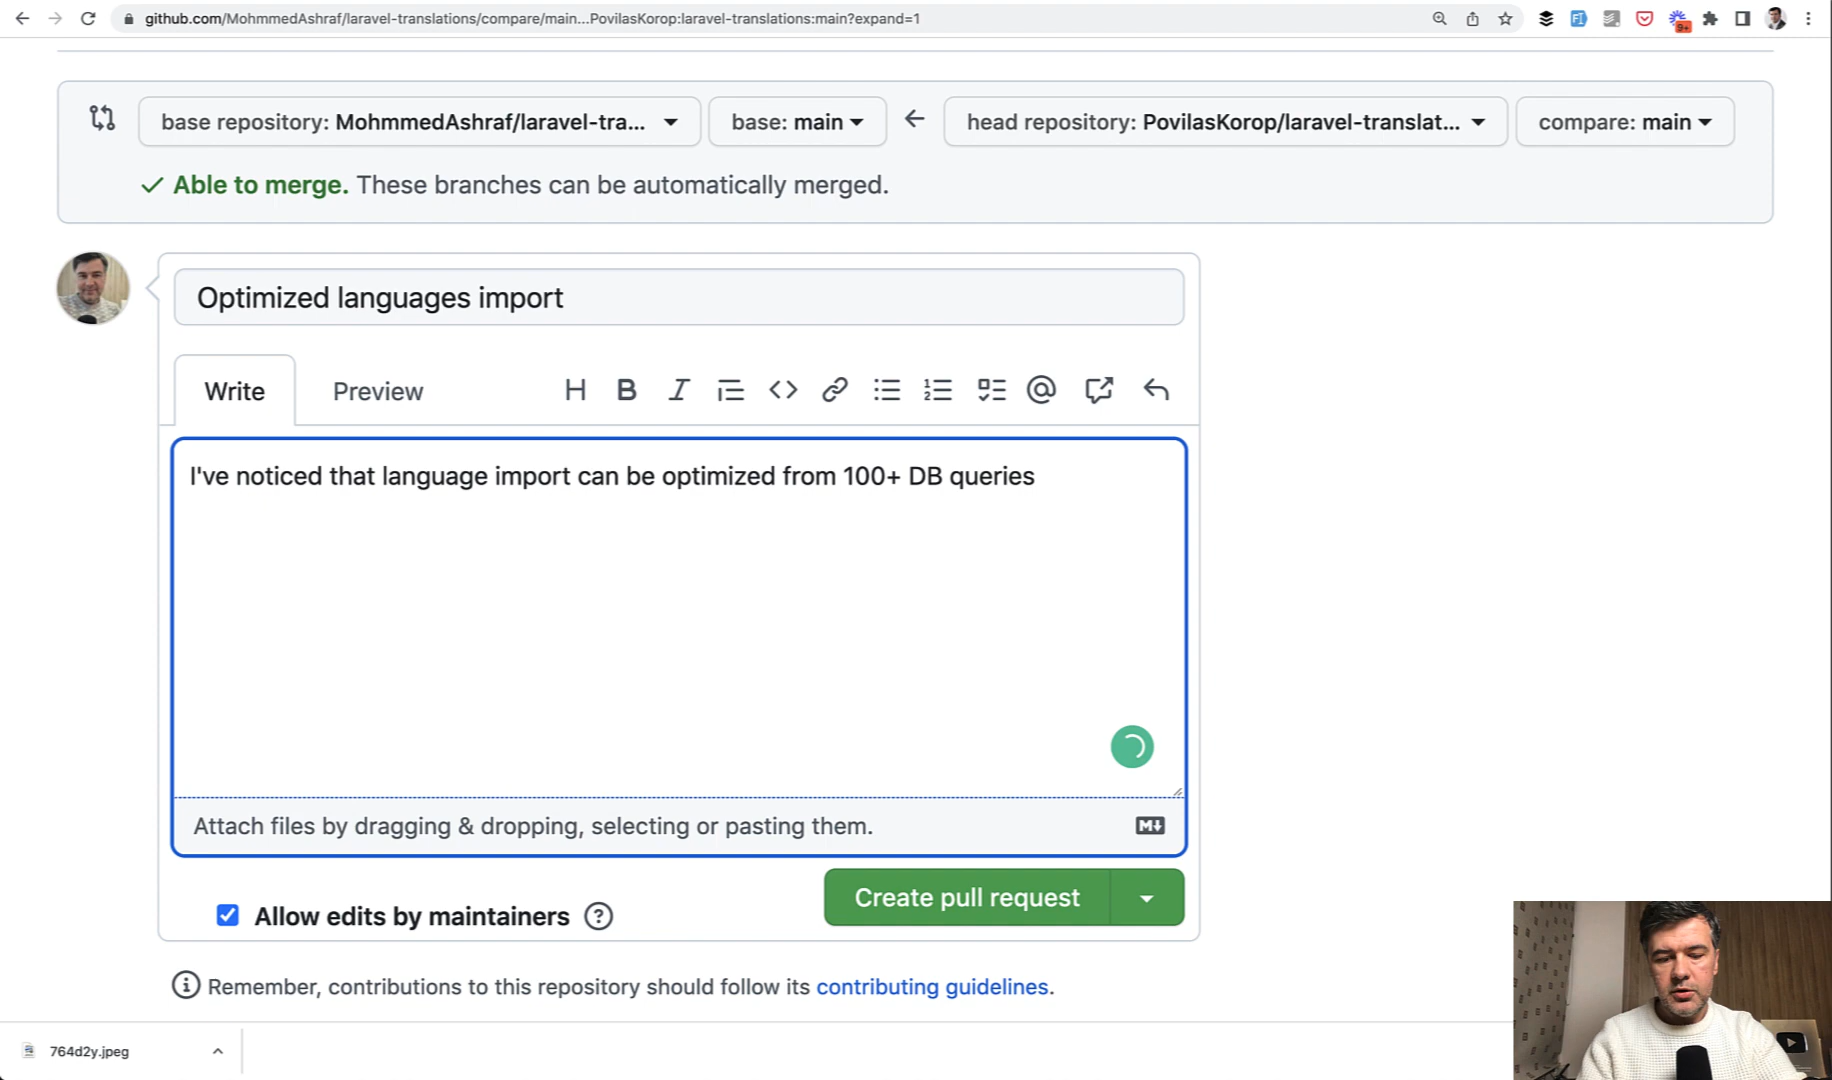 github.com/MohmmedAshraf/laravel-translations/compare/main...PovilasKorop:laravel-translations:main?expand=1
9+
base repository: MohmmedAshraf/laravel-tra...
base: main
head repository: PovilasKorop/laravel-translat...
compare: main
Able to merge. These branches can be automatically merged.
Optimized languages import
Write
Preview
I've noticed that language import can be optimized from 100+ DB queries
Attach files by dragging & dropping, selecting or pasting them.
Create pull request
Allow edits by maintainers
Remember, contributions to this repository should follow its contributing guidelines.
764d2y.jpeg